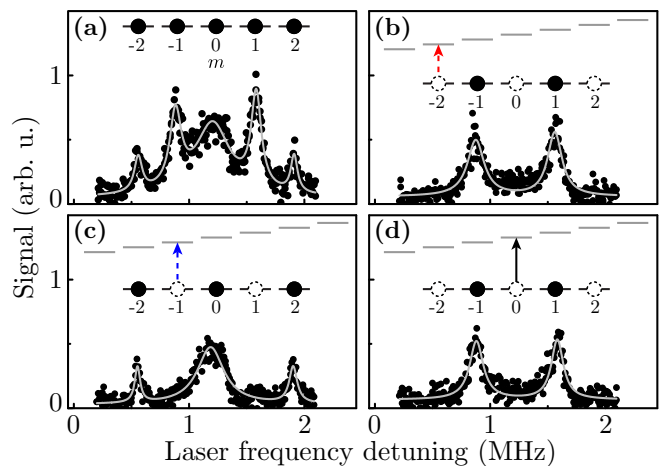 (a)
-2 -1 0 1 2
m
(b)
-2 -1 0 1 2
1
0
Signal (arb. u.)
(c)
-2 -1 0 1 2
(d)
-2 -1 0 1 2
1
0
0 1 2 1 2
Laser frequency detuning (MHz)